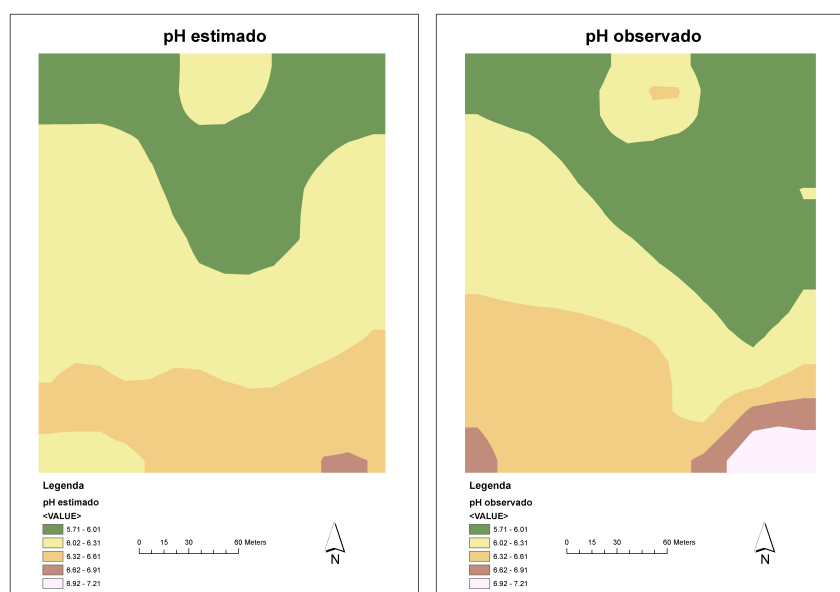 pH estimado
Legenda
pH estimado
<VALUE>
5.71 - 6.01
6.02 - 6.31
6.32 - 6.61
6.62 - 6.91
6.92 - 7.21
0 15 30 60 Meters
N
pH observado
Legenda
pH observado
<VALUE>
5.71 - 6.01
6.02 - 6.31
6.32 - 6.61
6.62 - 6.91
6.92 - 7.21
0 15 30 60 Meters
N